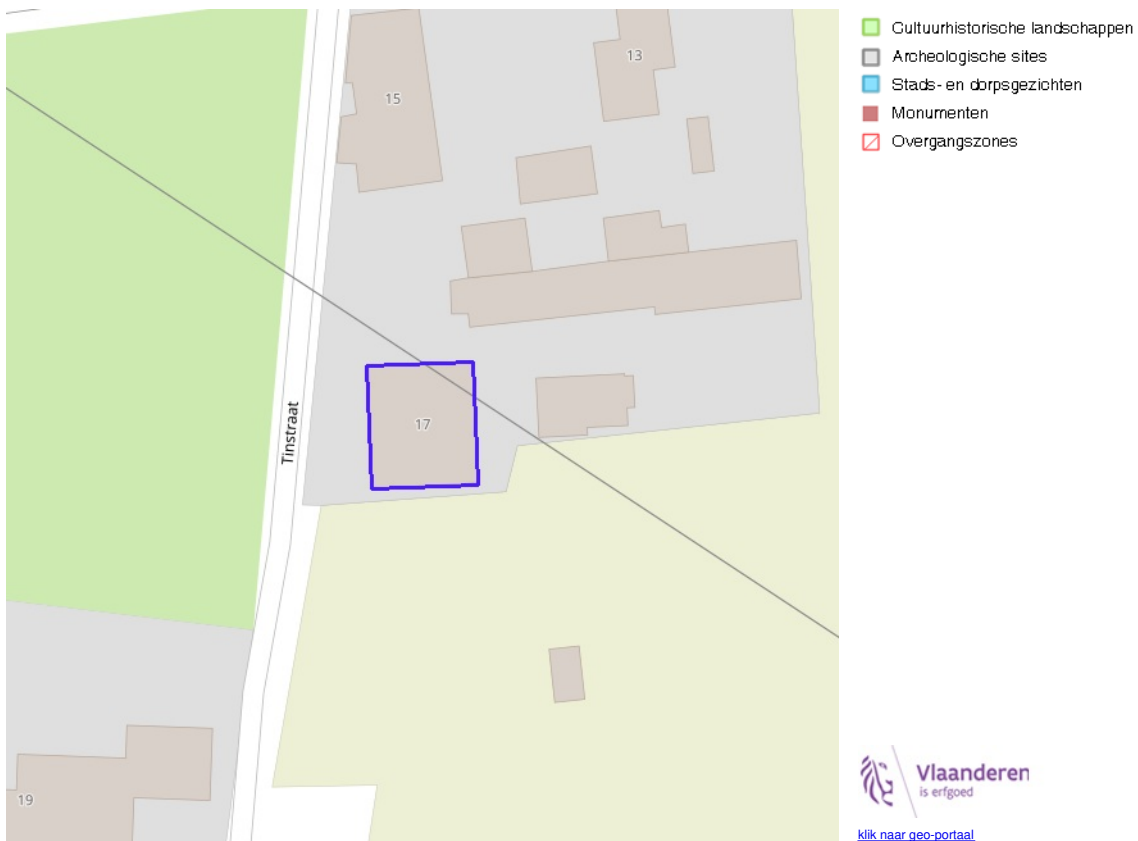 15
13
17
Tinstraat
19
Cultuurhistorische landschappen
Archeologische sites
Stads- en dorpsgezichten
Monumenten
Overgangszones
Vlaanderen
is erfgoed
klik naar geo-portaal